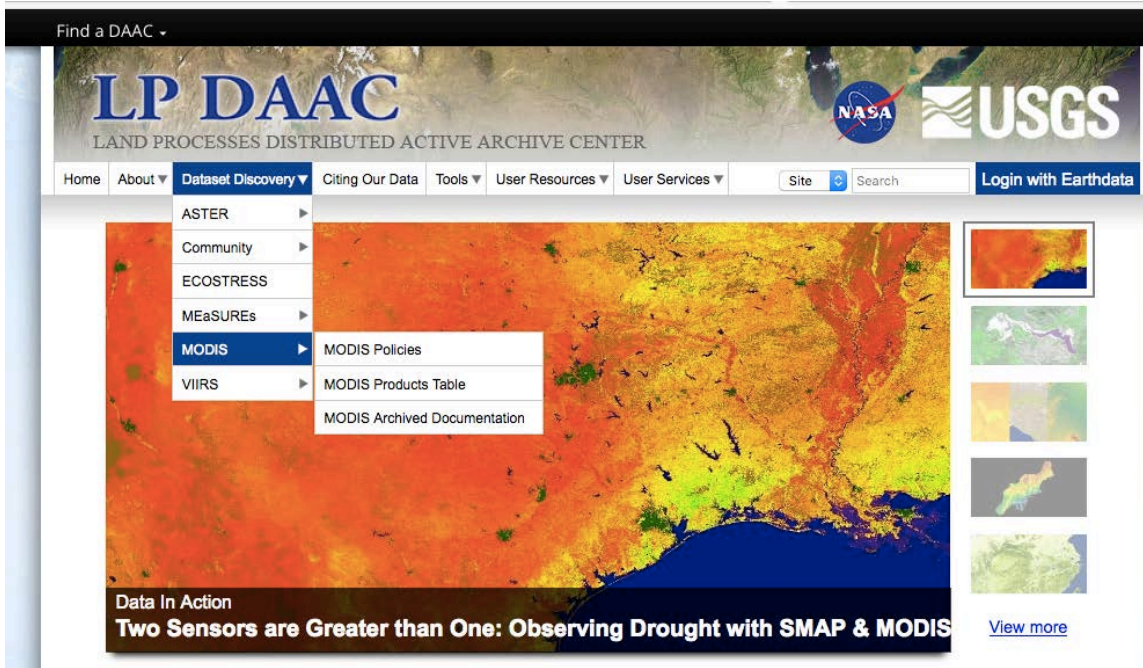 Find a DAAC
LP DAAC
LAND PROCESSES DISTRIBUTED ACTIVE ARCHIVE CENTER
NASA
USGS
Home About Dataset Discovery Citing Our Data Tools User Resources User Services Site Search Login with Earthdata
ASTER
Community
ECOSTRESS
MEaSUREs
MODIS
VIIRS
MODIS Policies
MODIS Products Table
MODIS Archived Documentation
Data In Action
Two Sensors are Greater than One: Observing Drought with SMAP & MODIS
View more